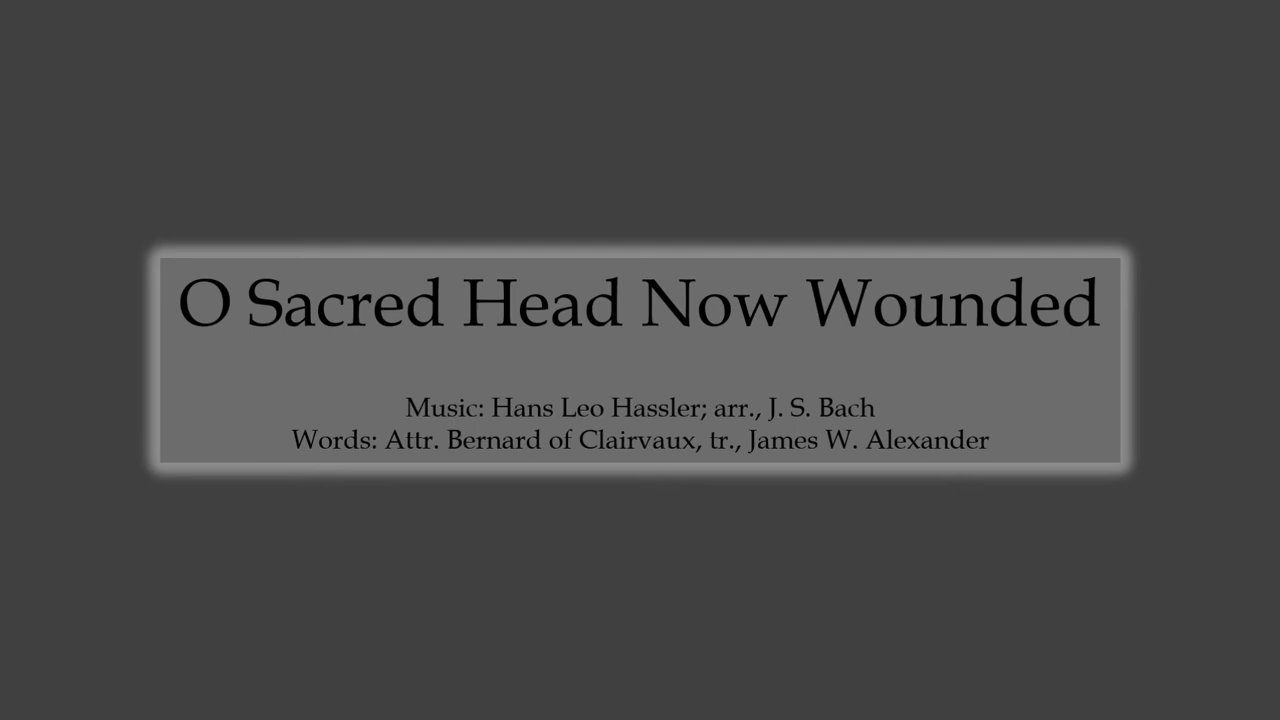 O Sacred Head Now Wounded
Music: Hans Leo Hassler; arr., J. S. Bach
Words: Attr. Bernard of Clairvaux, tr., James W. Alexander